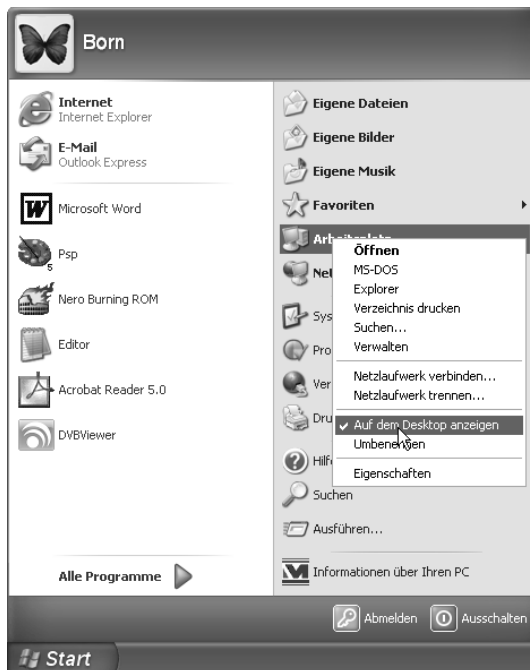 Born
Internet
Internet Explorer
E-Mail
Outlook Express
Microsoft Word
Psp
5
Nero Burning ROM
Editor
Acrobat Reader 5.0
DVBViewer
Alle Programme
Eigene Dateien
Eigene Bilder
Eigene Musik
Favoriten
Suchen
Ausführen...
Informationen über Ihren PC
Öffnen
MS-DOS
Explorer
Verzeichnis drucken
Suchen...
Verwalten
Netzlaufwerk verbinden...
Netzlaufwerk trennen...
Auf dem Desktop anzeigen
Umbenennen
Eigenschaften
Abmelden
Ausschalten
Start